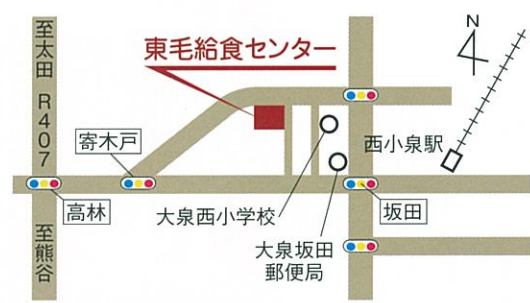 至太田 R407
東毛給食センター
N
寄木戸
西小泉駅
高林
大泉西小学校
坂田
至熊谷
大泉坂田
郵便局